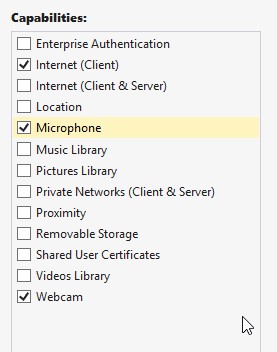 Capabilities:
Enterprise Authentication
Internet (Client)
Internet (Client & Server)
Location
Microphone
Music Library
Pictures Library
Private Networks (Client & Server)
Proximity
Removable Storage
Shared User Certificates
Videos Library
Webcam